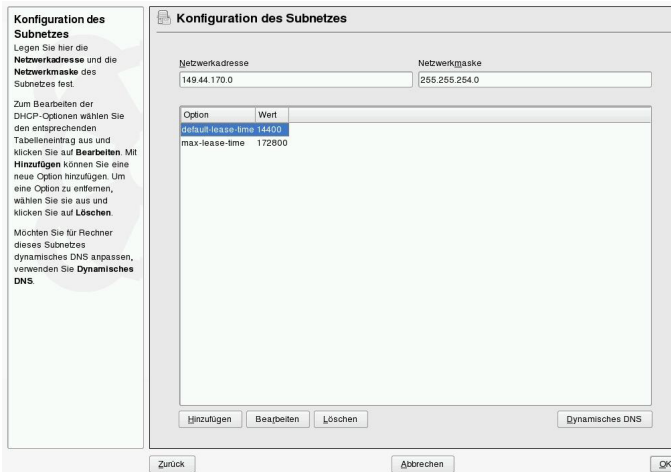 Konfiguration des
Subnetzes
Legen Sie hier die
Netzwerkadresse und die
Netzwerkmaske des
Subnetzes fest.
Zum Bearbeiten der
DHCP-Optionen wählen Sie
den entsprechenden
Tabelleneintrag aus und
klicken Sie auf Bearbeiten. Mit
Hinzufügen können Sie eine
neue Option hinzufügen. Um
eine Option zu entfernen,
wählen Sie sie aus und
klicken Sie auf Löschen.
Möchten Sie für Rechner
dieses Subnetzes
dynamisches DNS anpassen,
verwenden Sie Dynamisches
DNS.
Konfiguration des Subnetzes
Netzwerkadresse
149.44.170.0
Netzwerkmaske
255.255.254.0
Option Wert
default-lease-time 14400
max-lease-time 172800
Hinzufügen Bearbeiten Löschen Dynamisches DNS
Zurück Abbrechen OK